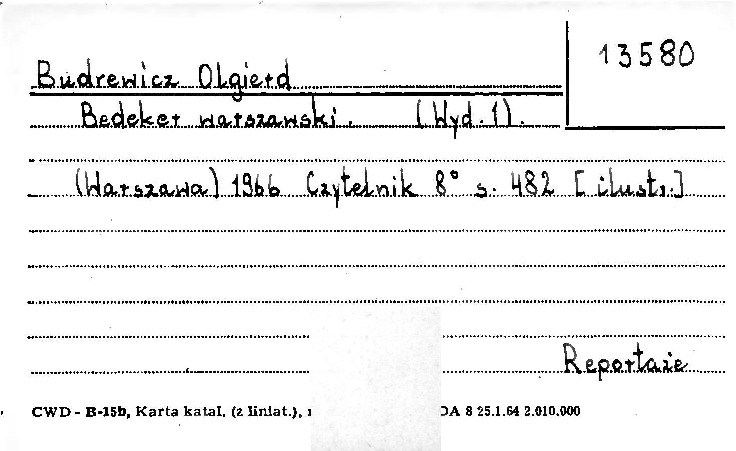 13580
Budrewicz Olgierd
Bedeker warszawski. (Wyd. 1).
(Warszawa) 1966 Czytelnik 8° s. 482 [ilustr.]
Reportaże
CWD - B-15b, Karta katal. (z liniat.), DA 8 25.1.64 2.010.000